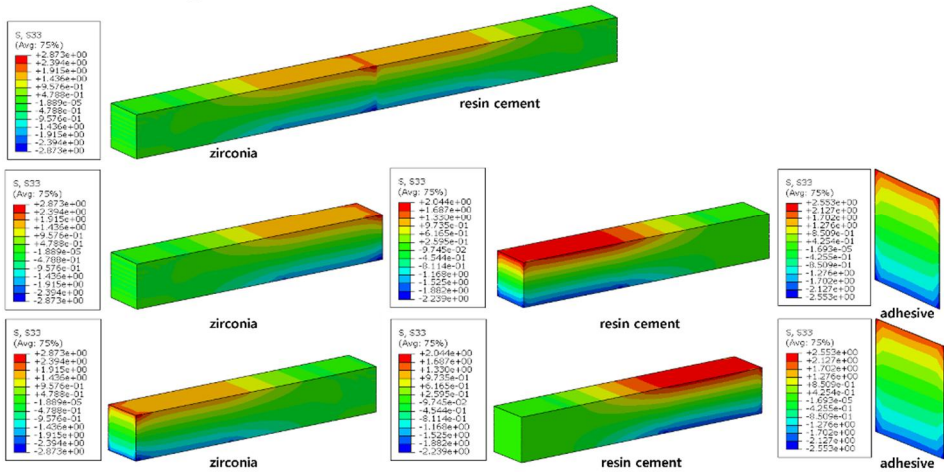 S, S33
(Avg: 75%)
+2.873e+00
+2.394e+00
+1.915e+00
+1.436e+00
+9.576e-01
+4.788e-01
-1.889e-05
-4.788e-01
-9.576e-01
-1.436e+00
-1.915e+00
-2.394e+00
-2.873e+00
resin cement
zirconia
S, S33
(Avg: 75%)
+2.873e+00
+2.394e+00
+1.915e+00
+1.436e+00
+9.576e-01
+4.788e-01
-1.889e-05
-4.788e-01
-9.576e-01
-1.436e+00
-1.915e+00
-2.394e+00
-2.873e+00
zirconia
S, S33
(Avg: 75%)
+2.044e+00
+1.687e+00
+1.330e+00
+9.735e-01
+6.165e-01
+2.595e-01
-9.745e-02
-4.544e-01
-8.114e-01
-1.168e+00
-1.525e+00
-1.882e+00
-2.239e+00
resin cement
S, S33
(Avg: 75%)
+2.553e+00
+2.127e+00
+1.702e+00
+1.276e+00
+8.509e-01
+4.254e-01
-1.693e-05
-4.255e-01
-8.509e-01
-1.276e+00
-1.702e+00
-2.127e+00
-2.553e+00
adhesive
S, S33
(Avg: 75%)
+2.873e+00
+2.394e+00
+1.915e+00
+1.436e+00
+9.576e-01
+4.788e-01
-1.889e-05
-4.788e-01
-9.576e-01
-1.436e+00
-1.915e+00
-2.394e+00
-2.873e+00
zirconia
S, S33
(Avg: 75%)
+2.044e+00
+1.687e+00
+1.330e+00
+9.735e-01
+6.165e-01
+2.595e-01
-9.745e-02
-4.544e-01
-8.114e-01
-1.168e+00
-1.525e+00
-1.882e+00
-2.239e+00
resin cement
S, S33
(Avg: 75%)
+2.553e+00
+2.127e+00
+1.702e+00
+1.276e+00
+8.509e-01
+4.254e-01
-1.693e-05
-4.255e-01
-8.509e-01
-1.276e+00
-1.702e+00
-2.127e+00
-2.553e+00
adhesive